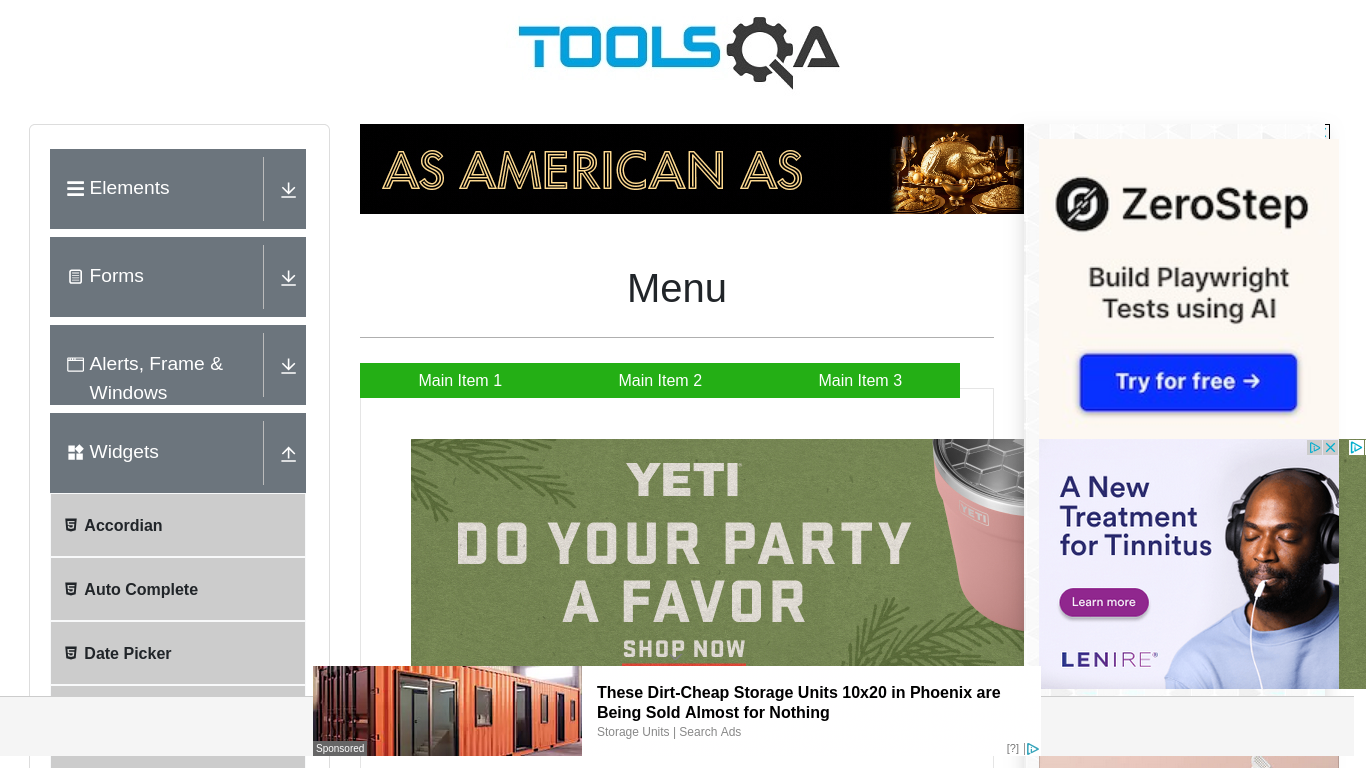 TOOLSQA
Elements
Forms
Alerts, Frame &
Windows
Widgets
Accordian
Auto Complete
Date Picker
AS AMERICAN AS
Menu
Main Item 1
Main Item 2
Main Item 3
YETI
DO YOUR PARTY
A FAVOR
SHOP NOW
YETI
ZeroStep
Build Playwright
Tests using AI
Try for free →
A New
Treatment
for Tinnitus
Learn more
LENIRE®
Sponsored
These Dirt-Cheap Storage Units 10x20 in Phoenix are
Being Sold Almost for Nothing
Storage Units | Search Ads
[?]